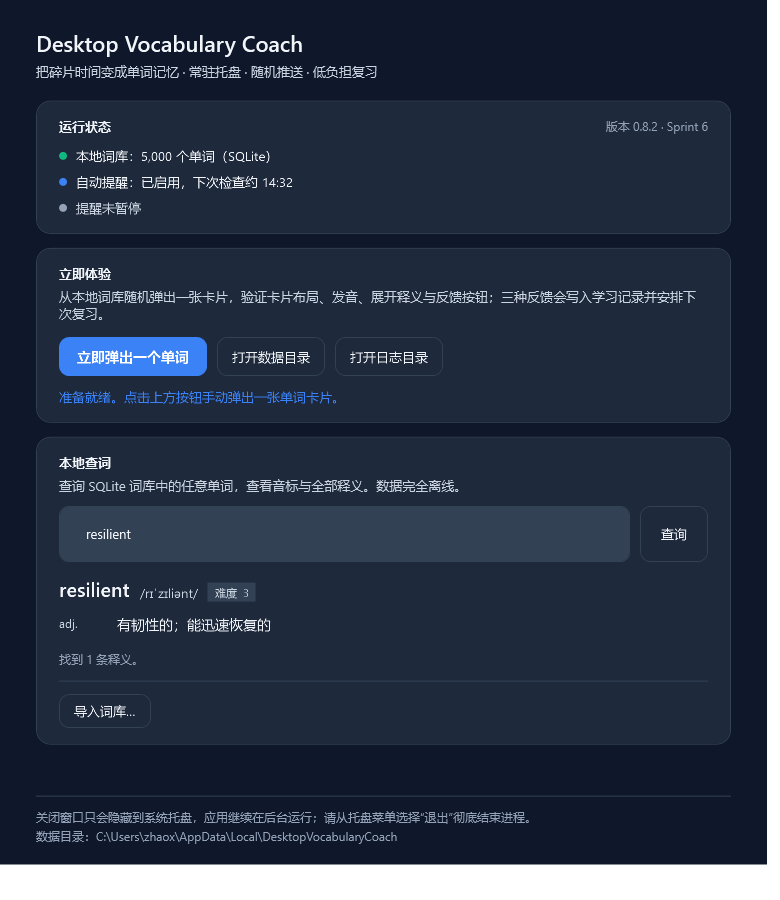 Desktop Vocabulary Coach
把碎片时间变成单词记忆 · 常驻托盘 · 随机推送 · 低负担复习
运行状态
版本 0.8.2 · Sprint 6
本地词库：5,000 个单词（SQLite）
自动提醒：已启用，下次检查约 14:32
提醒未暂停
立即体验
从本地词库随机弹出一张卡片，验证卡片布局、发音、展开释义与反馈按钮；三种反馈会写入学习记录并安排下
次复习。
立即弹出一个单词
打开数据目录
打开日志目录
准备就绪。点击上方按钮手动弹出一张单词卡片。
本地查词
查询 SQLite 词库中的任意单词，查看音标与全部释义。数据完全离线。
resilient
查询
resilient /rɪˈzɪliənt/ 难度 3
adj. 有韧性的；能迅速恢复的
找到 1 条释义。
导入词库...
关闭窗口只会隐藏到系统托盘，应用继续在后台运行；请从托盘菜单选择“退出”彻底结束进程。
数据目录：C:\Users\zhaox\AppData\Local\DesktopVocabularyCoach